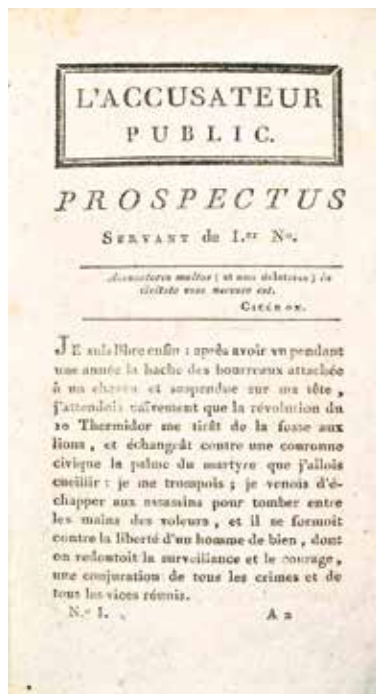 L'ACCUSATEUR
PUBLIC.
PROSPECTUS
SERVANT de I.er No.
Accusatores multos ( et non delatores ) in
civitate esse necesse est.
CICÉRON.
JE suis libre enfin : après avoir vu pendant
une année la hache des bourreaux attachée
à un cheveu et suspendue sur ma tête ,
j'attendois naïvement que la révolution du
10 Thermidor me tirât de la fosse aux
lions , et échangeât contre une couronne
civique la palme du martyre que j'allois
cueillir : je me trompois ; je venois d'é-
chapper aux assassins pour tomber entre
les mains des voleurs , et il se formoit
contre la liberté d'un homme de bien , dont
on redoutoit la surveillance et le courage,
une conjuration de tous les crimes et de
tous les vices réunis.
N.o I. A 2